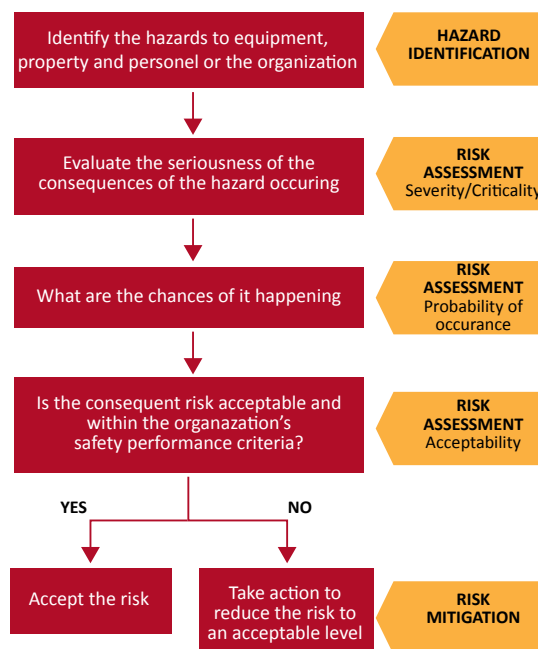 Identify the hazards to equipment,
property and personel or the organization
HAZARD
IDENTIFICATION
Evaluate the seriousness of the
consequences of the hazard occuring
RISK
ASSESSMENT
Severity/Criticality
What are the chances of it happening
RISK
ASSESSMENT
Probability of
occurance
Is the consequent risk acceptable and
within the organazation’s
safety performance criteria?
RISK
ASSESSMENT
Acceptability
YES
NO
Accept the risk
Take action to
reduce the risk to
an acceptable level
RISK
MITIGATION